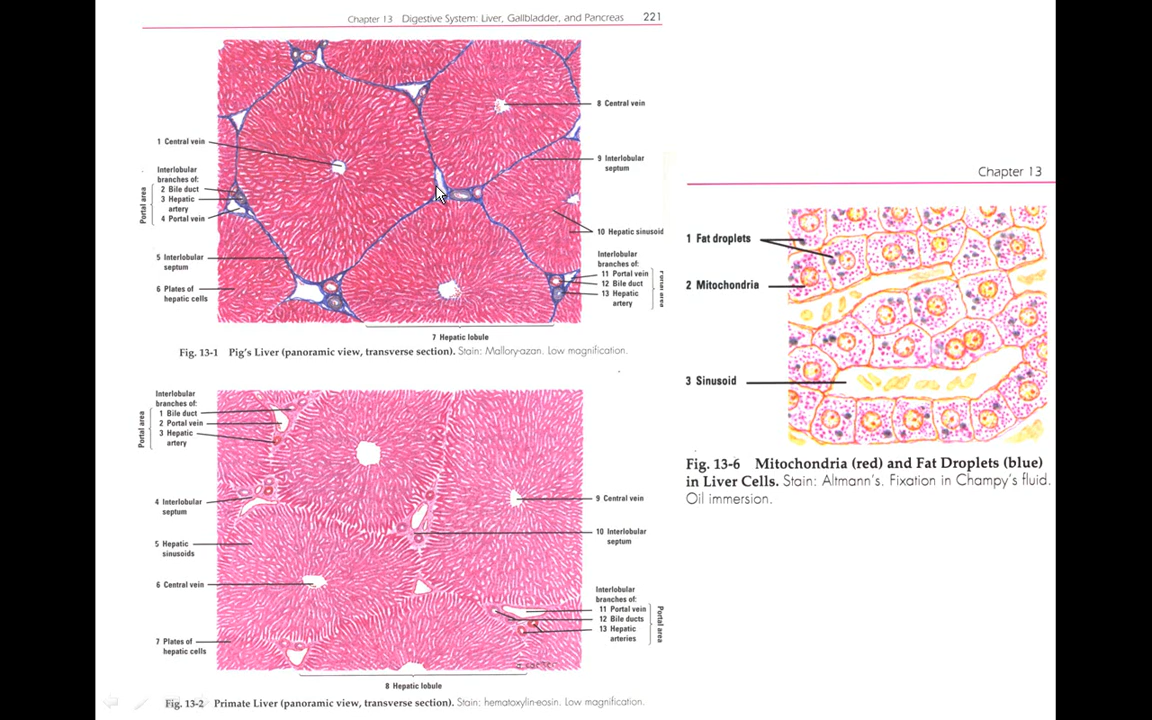 Chapter 13 Digestive System: Liver, Gallbladder, and Pancreas 221
1 Central vein
Interlobular
branches of:
2 Bile duct
3 Hepatic
artery
4 Portal vein
Portal area
5 Interlobular
septum
6 Plates of
hepatic cells
8 Central vein
9 Interlobular
septum
10 Hepatic sinusoid
Interlobular
branches of:
11 Portal vein
12 Bile duct
13 Hepatic
artery
Portal area
7 Hepatic lobule
Fig. 13-1 Pig's Liver (panoramic view, transverse section). Stain: Mallory-azan. Low magnification.
Interlobular
branches of:
1 Bile duct
2 Portal vein
3 Hepatic
artery
Portal area
4 Interlobular
septum
5 Hepatic
sinusoids
6 Central vein
7 Plates of
hepatic cells
9 Central vein
10 Interlobular
septum
Interlobular
branches of:
11 Portal vein
12 Bile ducts
13 Hepatic
arteries
Portal area
8 Hepatic lobule
Fig. 13-2 Primate Liver (panoramic view, transverse section). Stain: hematoxylin-eosin. Low magnification.
Chapter 13
1 Fat droplets
2 Mitochondria
3 Sinusoid
Fig. 13-6 Mitochondria (red) and Fat Droplets (blue)
in Liver Cells. Stain: Altmann's. Fixation in Champy's fluid.
Oil immersion.